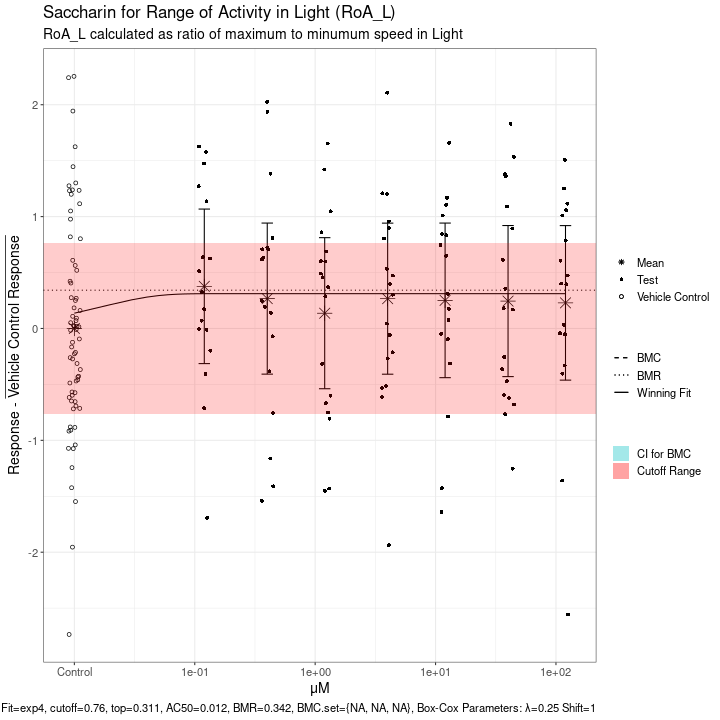 Saccharin for Range of Activity in Light (RoA_L)
RoA_L calculated as ratio of maximum to minumum speed in Light
Response - Vehicle Control Response
2
1
0
-1
-2
Control
1e-01
1e+00
1e+01
1e+02
μM
Mean
Test
Vehicle Control
BMC
BMR
Winning Fit
CI for BMC
Cutoff Range
Fit=exp4, cutoff=0.76, top=0.311, AC50=0.012, BMR=0.342, BMC.set={NA, NA, NA}, Box-Cox Parameters: λ=0.25 Shift=1